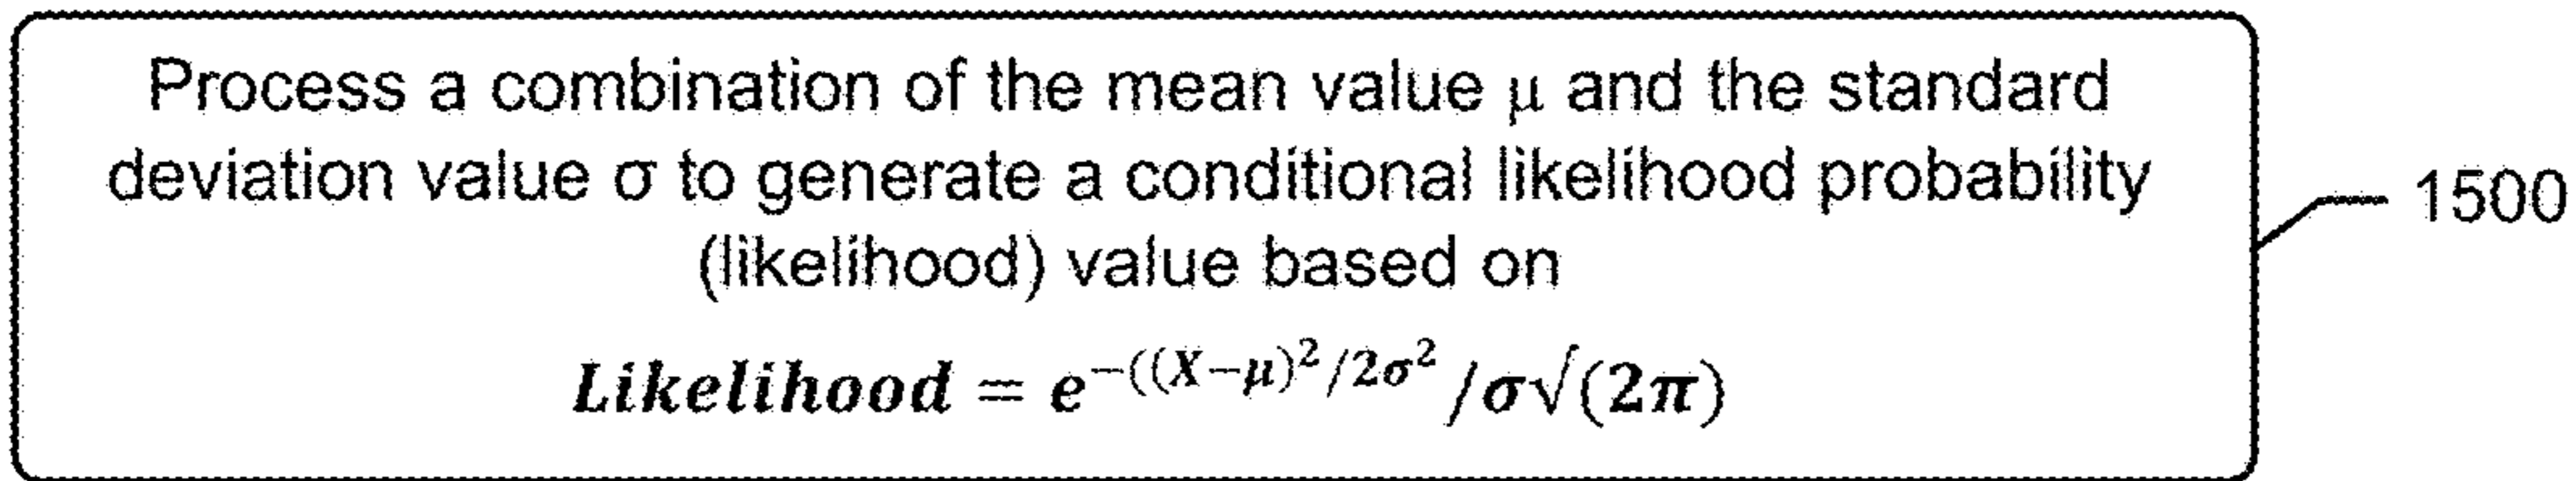 Process a combination of the mean value μ and the standard
deviation value σ to generate a conditional likelihood probability
(likelihood) value based on
Likelihood = e^{-((X-μ)^2/2σ^2}/σ√(2π)
1500